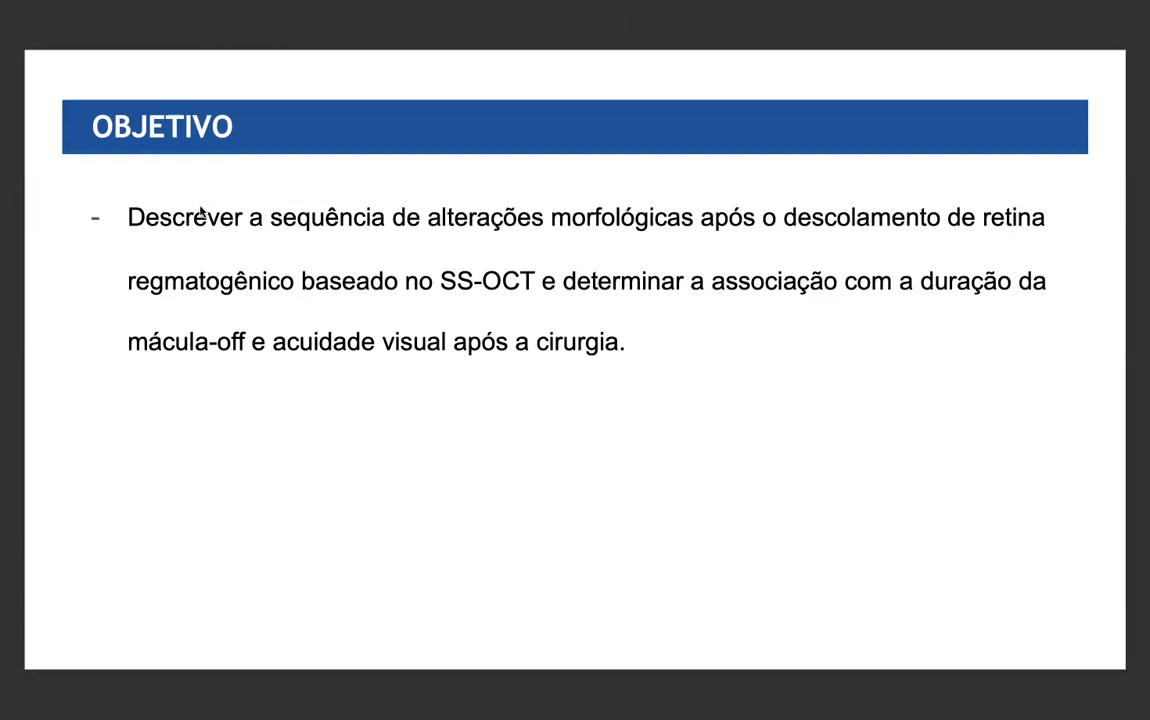 OBJETIVO
- Descrever a sequência de alterações morfológicas após o descolamento de retina
regmatogênico baseado no SS-OCT e determinar a associação com a duração da
mácula-off e acuidade visual após a cirurgia.